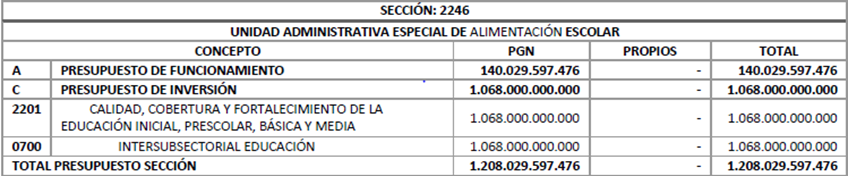 SECCIÓN: 2246
UNIDAD ADMINISTRATIVA ESPECIAL DE ALIMENTACIÓN ESCOLAR
CONCEPTO PGN PROPIOS TOTAL
A PRESUPUESTO DE FUNCIONAMIENTO 140.029.597.476 - 140.029.597.476
C PRESUPUESTO DE INVERSIÓN 1.068.000.000.000 - 1.068.000.000.000
2201 CALIDAD, COBERTURA Y FORTALECIMIENTO DE LA
EDUCACIÓN INICIAL, PRESCOLAR, BÁSICA Y MEDIA 1.068.000.000.000 - 1.068.000.000.000
0700 INTERSUBSECTORIAL EDUCACIÓN 1.068.000.000.000 - 1.068.000.000.000
TOTAL PRESUPUESTO SECCIÓN 1.208.029.597.476 - 1.208.029.597.476